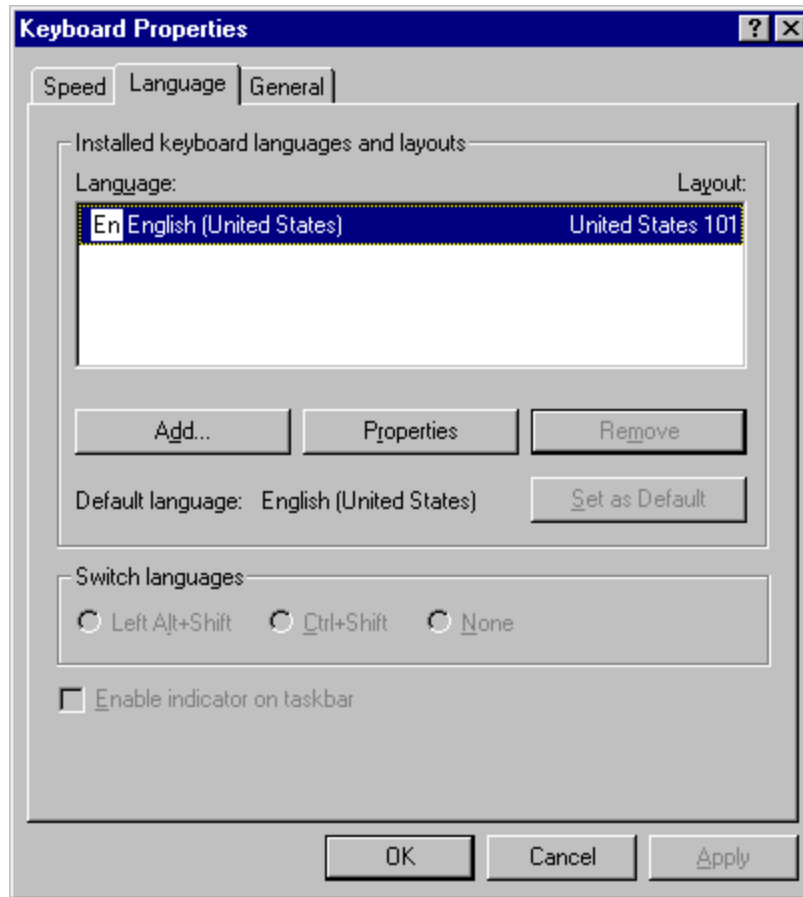 Keyboard Properties
Speed Language General
Installed keyboard languages and layouts
Language: Layout:
En English (United States) United States 101
Add... Properties Remove
Default language: English (United States) Set as Default
Switch languages
Left Alt+Shift Ctrl+Shift None
Enable indicator on taskbar
OK Cancel Apply